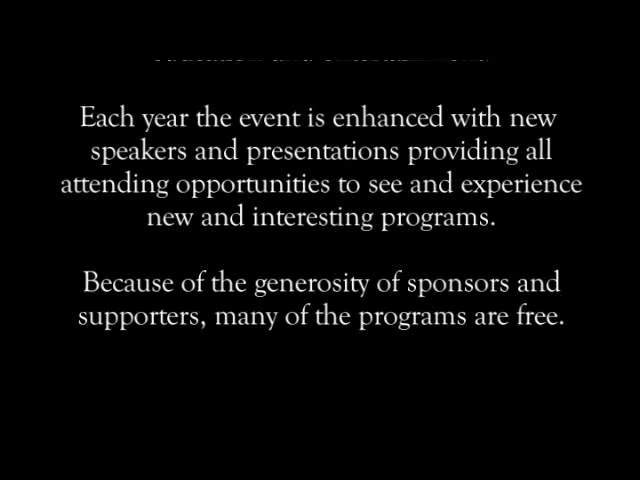 Each year the event is enhanced with new
speakers and presentations providing all
attending opportunities to see and experience
new and interesting programs.
Because of the generosity of sponsors and
supporters, many of the programs are free.